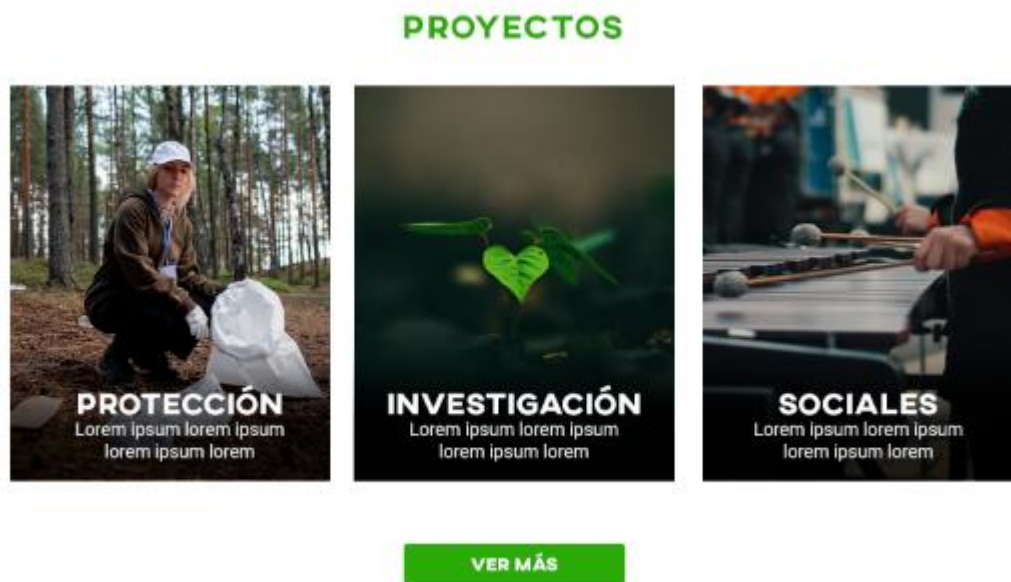 PROYECTOS
PROTECCIÓN
Lorem ipsum lorem ipsum
lorem ipsum lorem
INVESTIGACIÓN
Lorem ipsum lorem ipsum
lorem ipsum lorem
SOCIALES
Lorem ipsum lorem ipsum
lorem ipsum lorem
VER MÁS